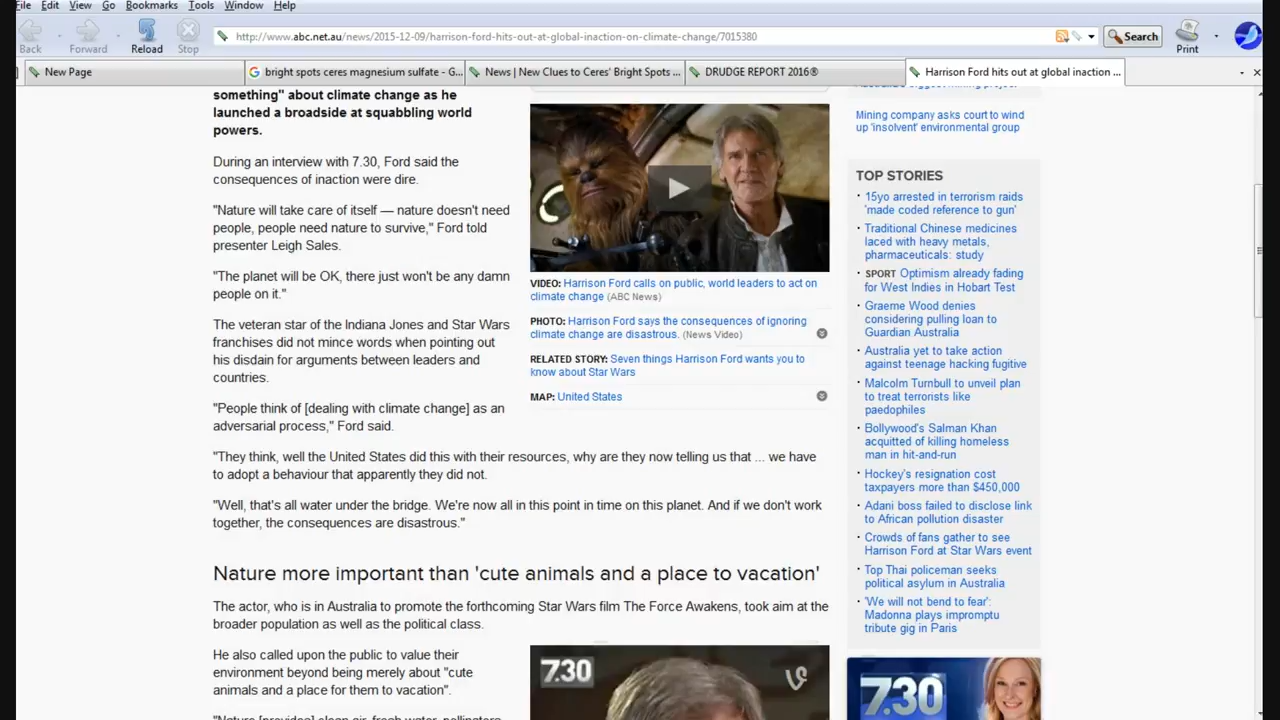 File Edit View Go Bookmarks Tools Window Help
http://www.abc.net.au/news/2015-12-09/harrison-ford-hits-out-at-global-inaction-on-climate-change/7015380
Search
Back Forward Reload Stop Print
New Page
bright spots ceres magnesium sulfate - G...
News | New Clues to Ceres' Bright Spots ...
DRUDGE REPORT 2016®
Harrison Ford hits out at global inaction ...
something" about climate change as he
launched a broadside at squabbling world
powers.
During an interview with 7.30, Ford said the
consequences of inaction were dire.
"Nature will take care of itself — nature doesn't need
people, people need nature to survive," Ford told
presenter Leigh Sales.
"The planet will be OK, there just won't be any damn
people on it."
The veteran star of the Indiana Jones and Star Wars
franchises did not mince words when pointing out
his disdain for arguments between leaders and
countries.
"People think of [dealing with climate change] as an
adversarial process," Ford said.
"They think, well the United States did this with their resources, why are they now telling us that ... we have
to adopt a behaviour that apparently they did not.
"Well, that's all water under the bridge. We're now all in this point in time on this planet. And if we don't work
together, the consequences are disastrous."
Nature more important than 'cute animals and a place to vacation'
The actor, who is in Australia to promote the forthcoming Star Wars film The Force Awakens, took aim at the
broader population as well as the political class.
He also called upon the public to value their
environment beyond being merely about "cute
animals and a place for them to vacation".
"Nature [provides] clean air, fresh water, pollinators
VIDEO: Harrison Ford calls on public, world leaders to act on
climate change (ABC News)
PHOTO: Harrison Ford says the consequences of ignoring
climate change are disastrous. (News Video)
RELATED STORY: Seven things Harrison Ford wants you to
know about Star Wars
MAP: United States
7.30
Mining company asks court to wind
up 'insolvent' environmental group
TOP STORIES
15yo arrested in terrorism raids
'made coded reference to gun'
Traditional Chinese medicines
laced with heavy metals,
pharmaceuticals: study
SPORT Optimism already fading
for West Indies in Hobart Test
Graeme Wood denies
considering pulling loan to
Guardian Australia
Australia yet to take action
against teenage hacking fugitive
Malcolm Turnbull to unveil plan
to treat terrorists like
paedophiles
Bollywood's Salman Khan
acquitted of killing homeless
man in hit-and-run
Hockey's resignation cost
taxpayers more than $450,000
Adani boss failed to disclose link
to African pollution disaster
Crowds of fans gather to see
Harrison Ford at Star Wars event
Top Thai policeman seeks
political asylum in Australia
'We will not bend to fear':
Madonna plays impromptu
tribute gig in Paris
7.30